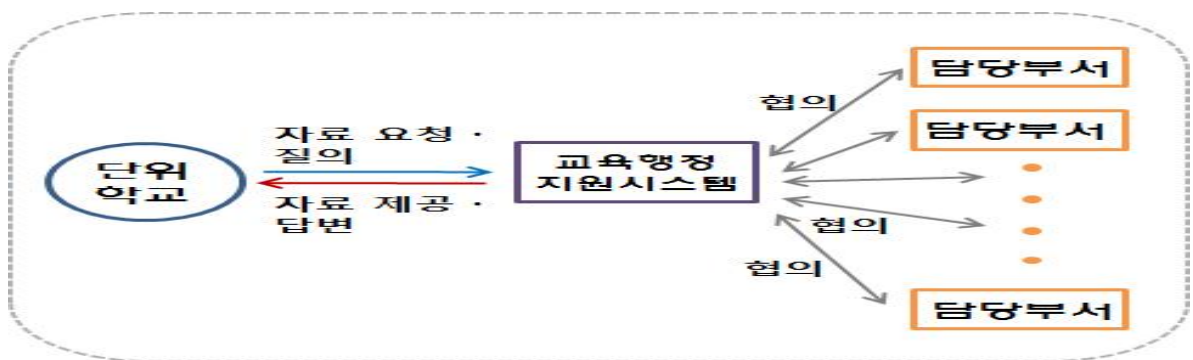 담당부서
협의
자료 요청 ·
질의
담당부서
단위
학교
교육행정
지원시스템
자료 제공 ·
답변
협의
협의
담당부서